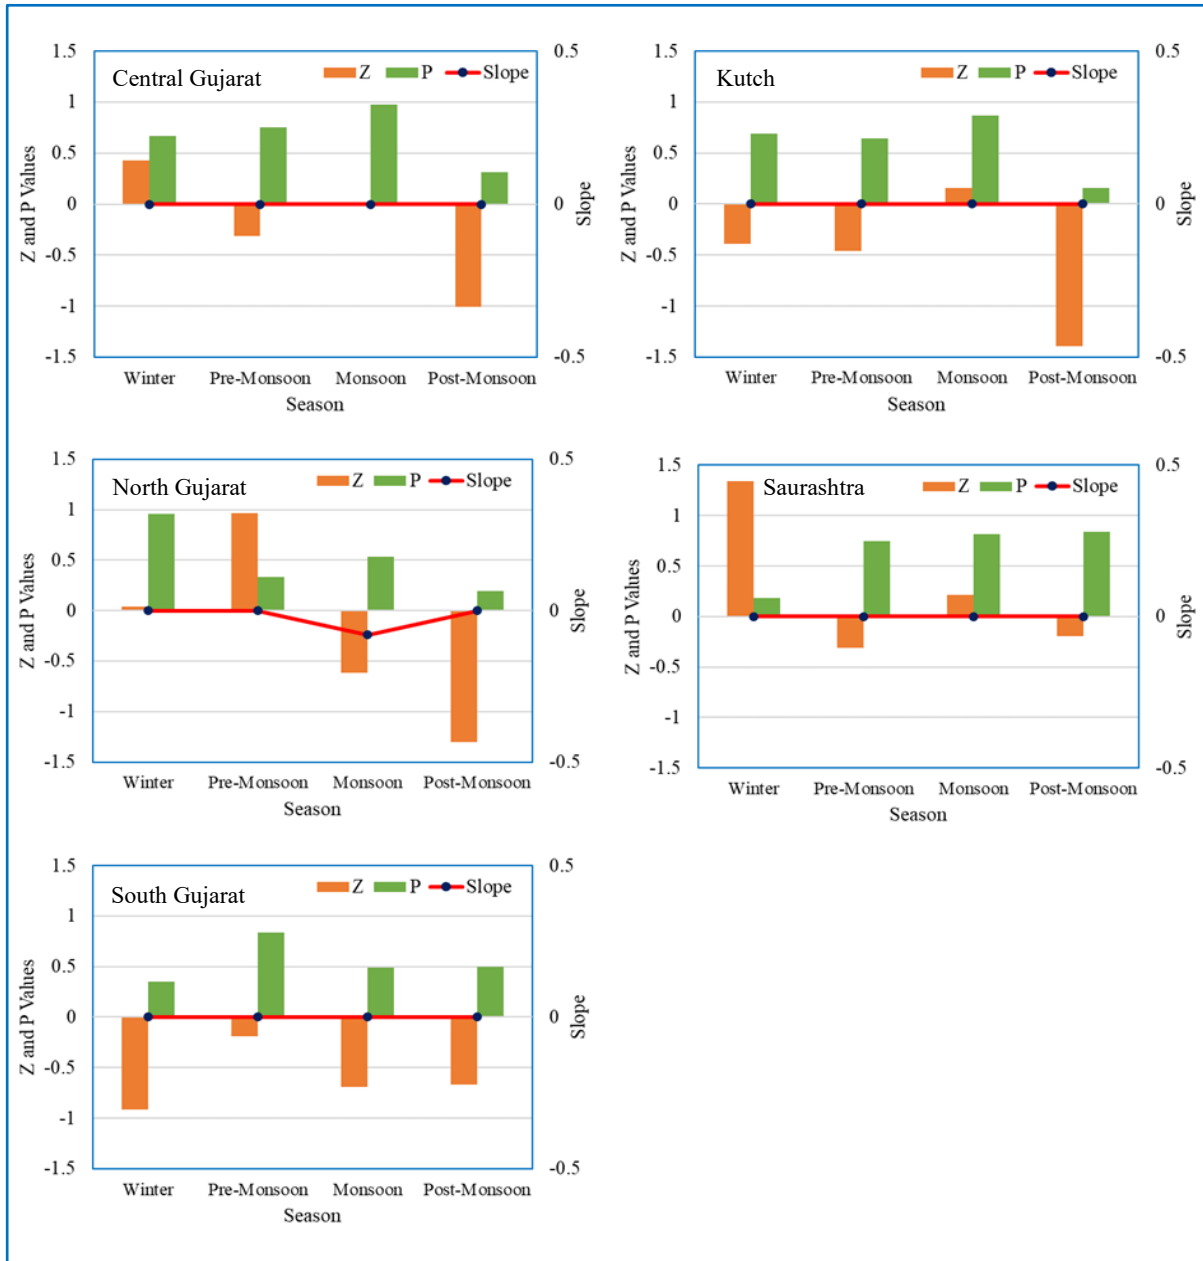 Central Gujarat
Z P Slope
1.5
1
0.5
0
-0.5
-1
-1.5
Z and P Values
0.5
0
-0.5
Slope
Winter Pre-Monsoon Monsoon Post-Monsoon
Season
Kutch
Z P Slope
1.5
1
0.5
0
-0.5
-1
-1.5
Z and P Values
0.5
0
-0.5
Slope
Winter Pre-Monsoon Monsoon Post-Monsoon
Season
North Gujarat
Z P Slope
1.5
1
0.5
0
-0.5
-1
-1.5
Z and P Values
0.5
0
-0.5
Slope
Winter Pre-Monsoon Monsoon Post-Monsoon
Season
Saurashtra
Z P Slope
1.5
1
0.5
0
-0.5
-1
-1.5
Z and P Values
0.5
0
-0.5
Slope
Winter Pre-Monsoon Monsoon Post-Monsoon
Season
South Gujarat
Z P Slope
1.5
1
0.5
0
-0.5
-1
-1.5
Z and P Values
0.5
0
-0.5
Slope
Winter Pre-Monsoon Monsoon Post-Monsoon
Season